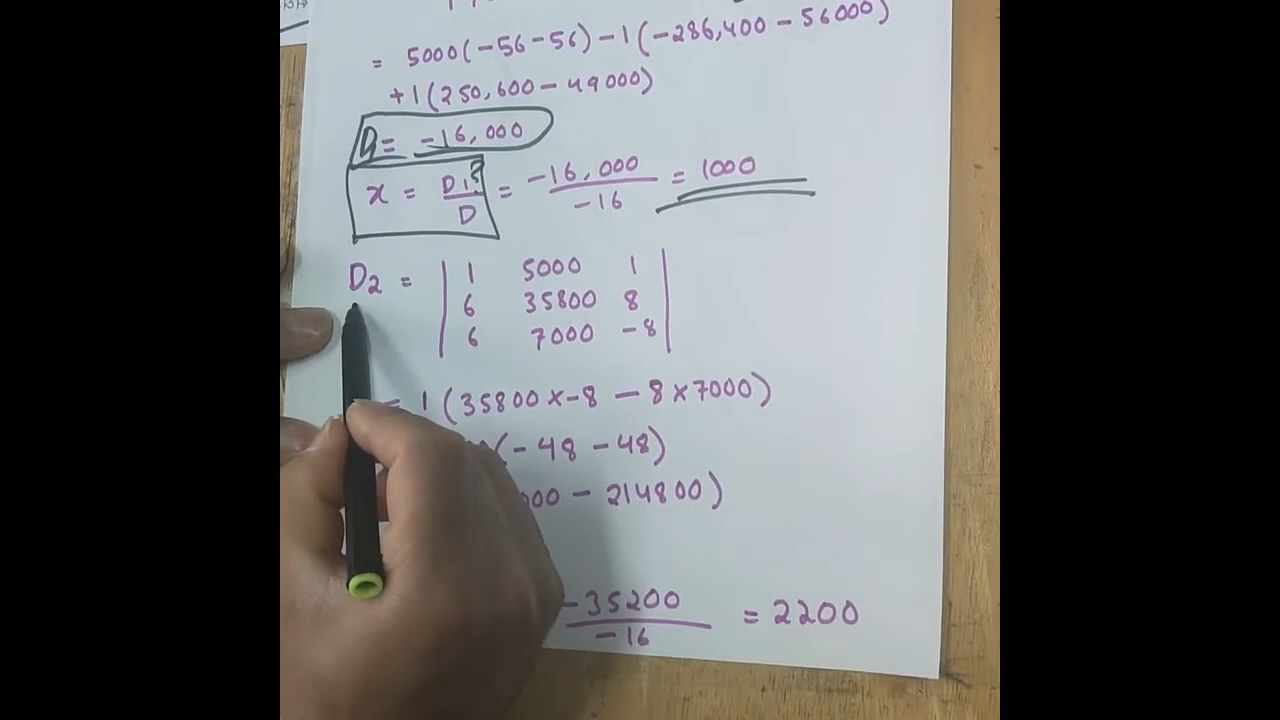 = 5000(-56-56)-1(-286,400-56000)
+1(250,600-49000)
D1= -16,000
x = D1/D = -16,000/-16 = 1000
D2 = | 1 5000 1 |
| 6 35800 8 |
| 6 7000 -8 |
= 1(35800×-8-8×7000)
(-48-48)
000-214800)
-35200/-16 = 2200